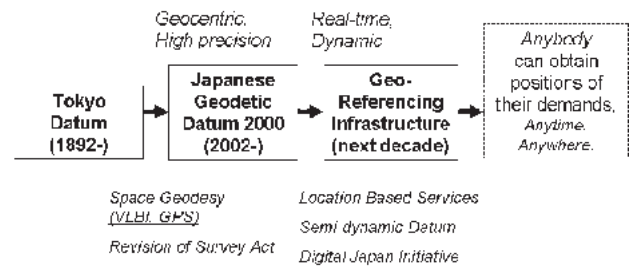 Geocentric,
High precision
Real-time,
Dynamic
Tokyo
Datum
(1892-)
Japanese
Geodetic
Datum 2000
(2002-)
Geo-
Referencing
Infrastructure
(next decade)
Anybody
can obtain
positions of
their demands,
Anytime.
Anywhere.
Space Geodesy
(VLBI, GPS)
Revision of Survey Act
Location Based Services
Semi dynamic Datum
Digital Japan Initiative